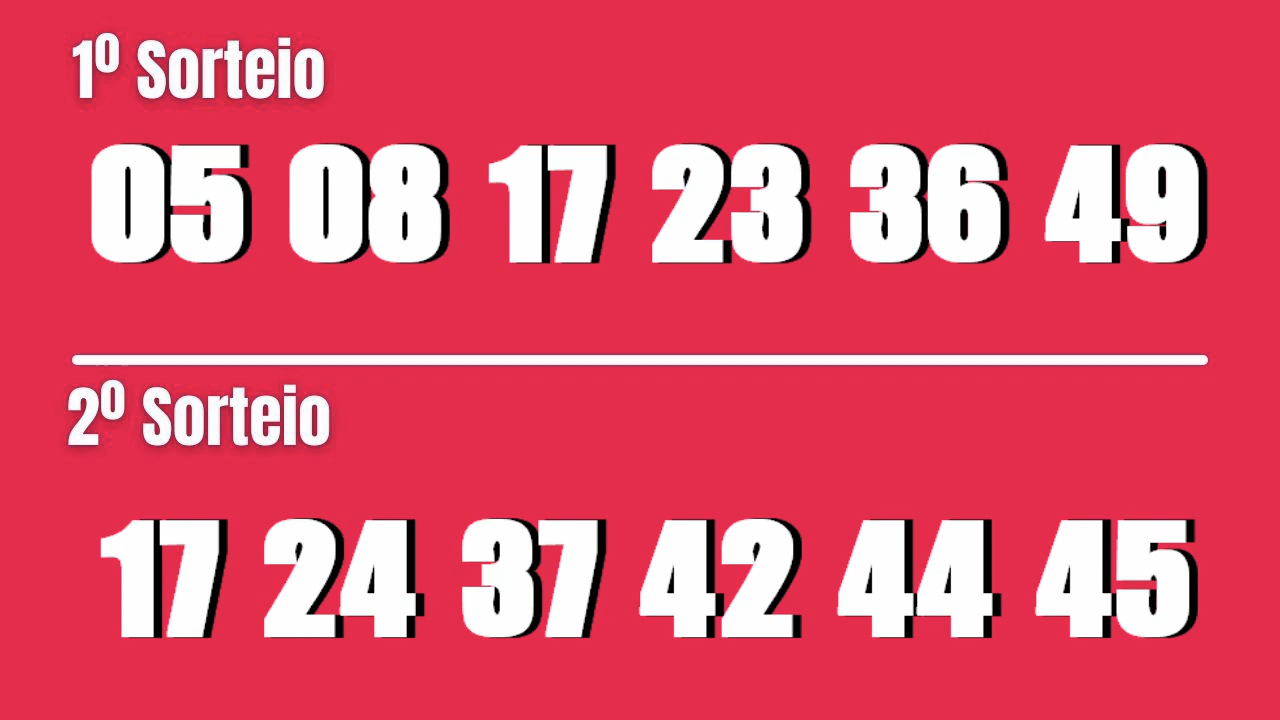 1º Sorteio
05 08 17 23 36 49
2º Sorteio
17 24 37 42 44 45